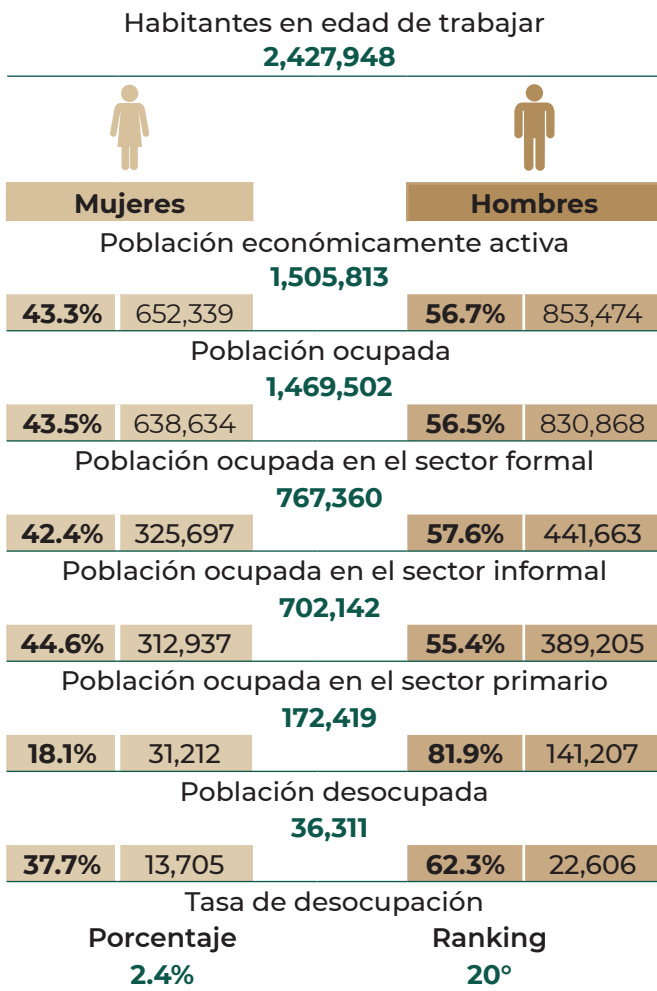 Habitantes en edad de trabajar
2,427,948
Mujeres Hombres
Población económicamente activa
1,505,813
43.3% 652,339 56.7% 853,474
Población ocupada
1,469,502
43.5% 638,634 56.5% 830,868
Población ocupada en el sector formal
767,360
42.4% 325,697 57.6% 441,663
Población ocupada en el sector informal
702,142
44.6% 312,937 55.4% 389,205
Población ocupada en el sector primario
172,419
18.1% 31,212 81.9% 141,207
Población desocupada
36,311
37.7% 13,705 62.3% 22,606
Tasa de desocupación
Porcentaje Ranking
2.4% 20°